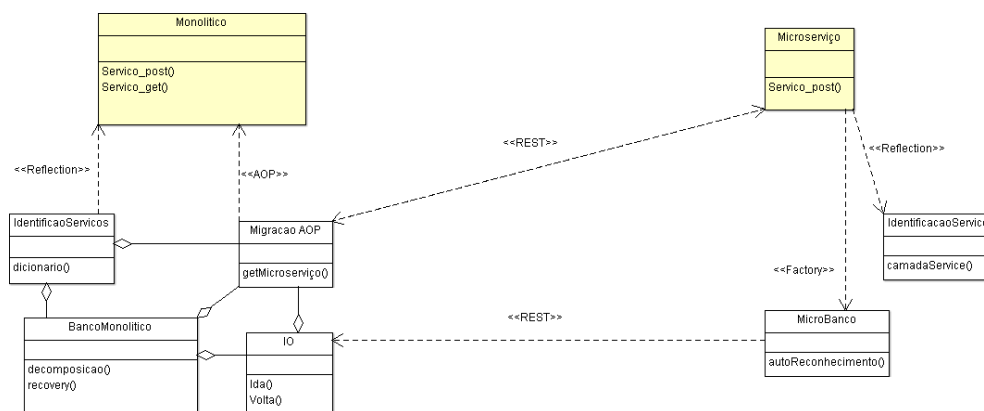 Monolitico
Servico_post()
Servico_get()
Microserviço
Servico_post()
<<REST>>
<<Reflection>>
<<AOP>>
<<Reflection>>
IdentificaoServicos
dicionario()
Migracao AOP
getMicroserviço()
IdentificacaoService
camadaService()
<<Factory>>
BancoMonolitico
decomposicao()
recovery()
IO
Ida()
Volta()
<<REST>>
MicroBanco
autoReconhecimento()